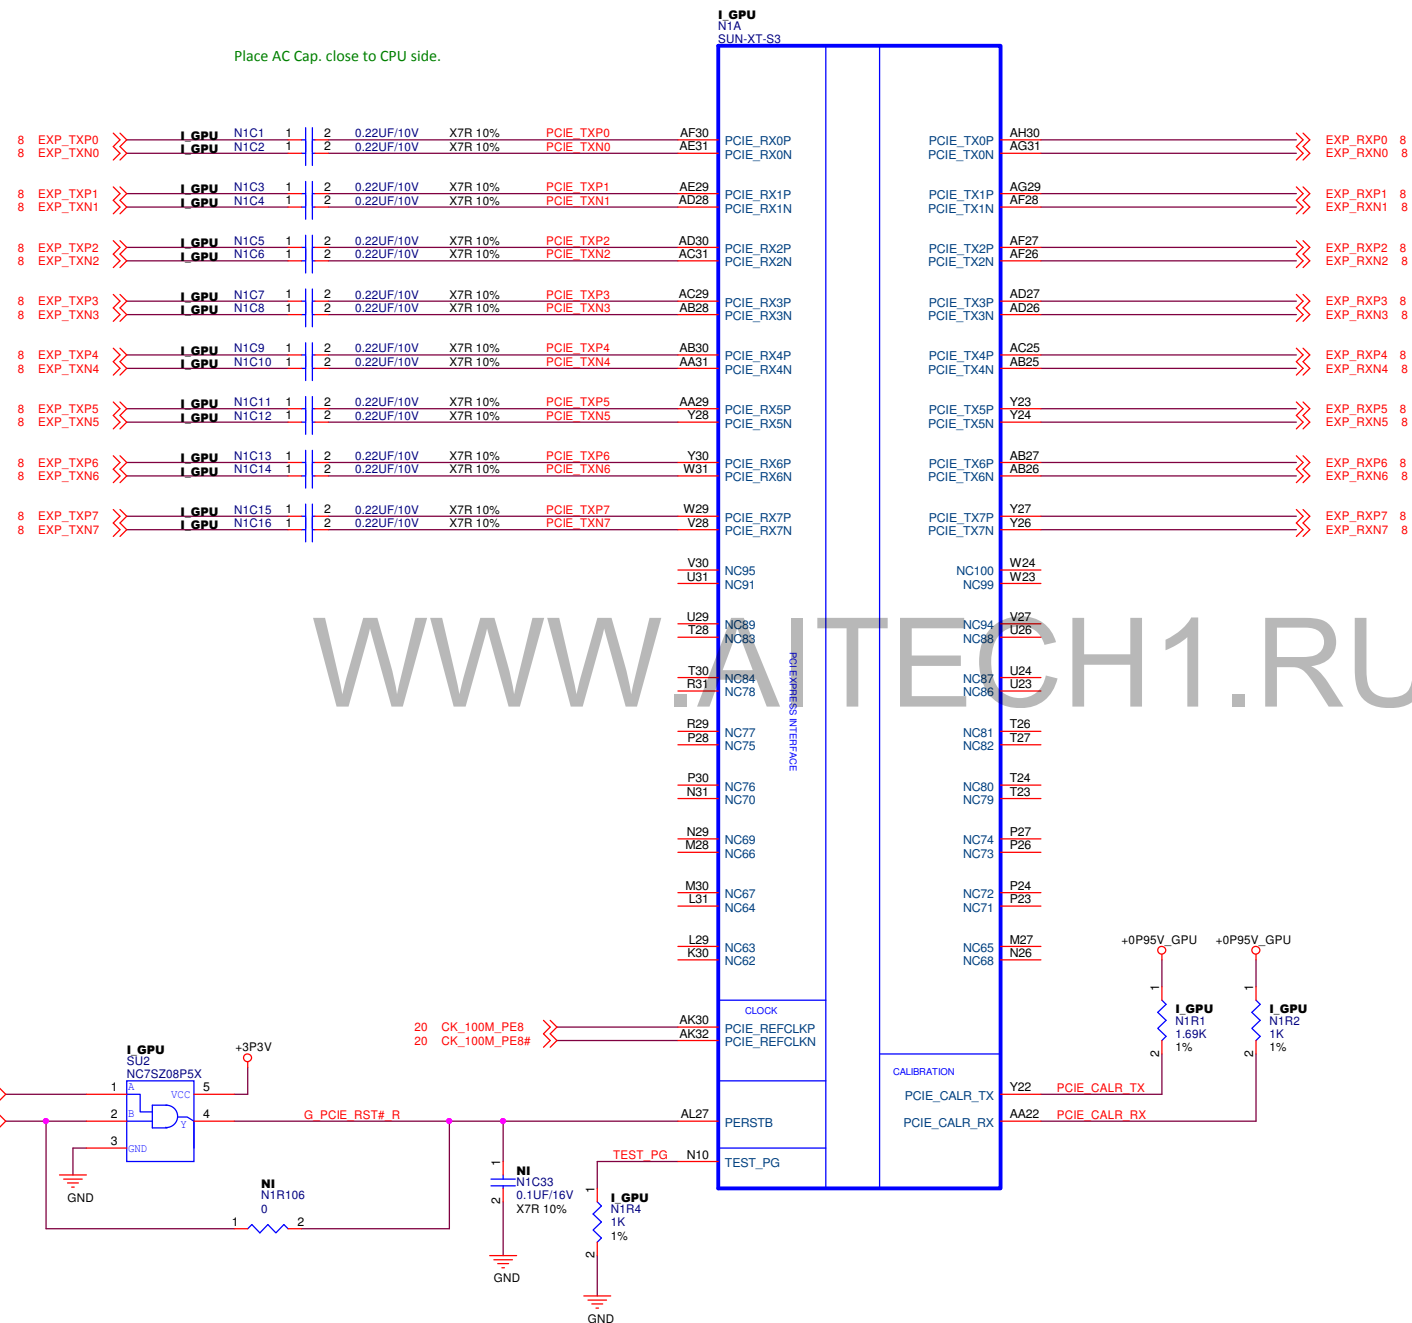 I_GPU
N1A
SUN-XT-S3
Place AC Cap. close to CPU side.
8 EXP_TXP0 I_GPU N1C1 1 2 0.22UF/10V X7R 10% PCIE_TXP0 AF30 PCIE_RX0P PCIE_TX0P AH30 EXP_RXP0 8
8 EXP_TXN0 I_GPU N1C2 1 2 0.22UF/10V X7R 10% PCIE_TXN0 AE31 PCIE_RX0N PCIE_TX0N AG31 EXP_RXN0 8
8 EXP_TXP1 I_GPU N1C3 1 2 0.22UF/10V X7R 10% PCIE_TXP1 AE29 PCIE_RX1P PCIE_TX1P AG29 EXP_RXP1 8
8 EXP_TXN1 I_GPU N1C4 1 2 0.22UF/10V X7R 10% PCIE_TXN1 AD28 PCIE_RX1N PCIE_TX1N AF28 EXP_RXN1 8
8 EXP_TXP2 I_GPU N1C5 1 2 0.22UF/10V X7R 10% PCIE_TXP2 AD30 PCIE_RX2P PCIE_TX2P AF27 EXP_RXP2 8
8 EXP_TXN2 I_GPU N1C6 1 2 0.22UF/10V X7R 10% PCIE_TXN2 AC31 PCIE_RX2N PCIE_TX2N AF26 EXP_RXN2 8
8 EXP_TXP3 I_GPU N1C7 1 2 0.22UF/10V X7R 10% PCIE_TXP3 AC29 PCIE_RX3P PCIE_TX3P AD27 EXP_RXP3 8
8 EXP_TXN3 I_GPU N1C8 1 2 0.22UF/10V X7R 10% PCIE_TXN3 AB28 PCIE_RX3N PCIE_TX3N AD26 EXP_RXN3 8
8 EXP_TXP4 I_GPU N1C9 1 2 0.22UF/10V X7R 10% PCIE_TXP4 AB30 PCIE_RX4P PCIE_TX4P AC25 EXP_RXP4 8
8 EXP_TXN4 I_GPU N1C10 1 2 0.22UF/10V X7R 10% PCIE_TXN4 AA31 PCIE_RX4N PCIE_TX4N AB25 EXP_RXN4 8
8 EXP_TXP5 I_GPU N1C11 1 2 0.22UF/10V X7R 10% PCIE_TXP5 AA29 PCIE_RX5P PCIE_TX5P Y23 EXP_RXP5 8
8 EXP_TXN5 I_GPU N1C12 1 2 0.22UF/10V X7R 10% PCIE_TXN5 Y28 PCIE_RX5N PCIE_TX5N Y24 EXP_RXN5 8
8 EXP_TXP6 I_GPU N1C13 1 2 0.22UF/10V X7R 10% PCIE_TXP6 Y30 PCIE_RX6P PCIE_TX6P AB27 EXP_RXP6 8
8 EXP_TXN6 I_GPU N1C14 1 2 0.22UF/10V X7R 10% PCIE_TXN6 W31 PCIE_RX6N PCIE_TX6N AB26 EXP_RXN6 8
8 EXP_TXP7 I_GPU N1C15 1 2 0.22UF/10V X7R 10% PCIE_TXP7 W29 PCIE_RX7P PCIE_TX7P Y27 EXP_RXP7 8
8 EXP_TXN7 I_GPU N1C16 1 2 0.22UF/10V X7R 10% PCIE_TXN7 V28 PCIE_RX7N PCIE_TX7N Y26 EXP_RXN7 8
V30 NC95 NC100 W24
U31 NC91 NC99 W23
U29 NC89 NC94 V27
T28 NC83 NC88 U26
WWW.AITECH1.RU
PCI EXPRESS INTERFACE
T30 NC84 NC87 U24
R31 NC78 NC86 U23
R29 NC77 NC81 T26
P28 NC75 NC82 T27
P30 NC76 NC80 T24
N31 NC70 NC79 T23
N29 NC69 NC74 P27
M28 NC66 NC73 P26
M30 NC67 NC72 P24
L31 NC64 NC71 P23
L29 NC63 NC65 M27
K30 NC62 NC68 N26
+0P95V_GPU +0P95V_GPU
1 I_GPU 1 I_GPU
N1R1 N1R2
1.69K 1K
2 1% 2 1%
CLOCK
20 CK_100M_PE8 AK30 PCIE_REFCLKP
20 CK_100M_PE8# AK32 PCIE_REFCLKN
CALIBRATION
PCIE_CALR_TX Y22 PCIE_CALR_TX
PCIE_CALR_RX AA22 PCIE_CALR_RX
I_GPU
SU2
NC7SZ08P5X
+3P3V
1 A VCC 5
2 B Y 4 G_PCIE_RST#_R AL27 PERSTB
3 GND
GND
TEST_PG N10 TEST_PG
NI
N1R106
0
1 2
1 NI
N1C33
0.1UF/16V
2 X7R 10%
GND
1 I_GPU
N1R4
1K
1%
2
GND